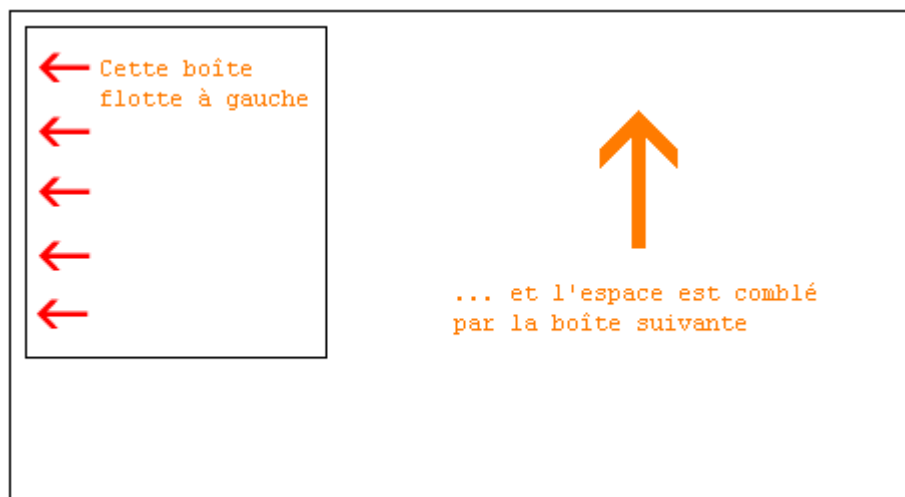 Cette boîte
flotte à gauche
... et l'espace est comblé
par la boîte suivante